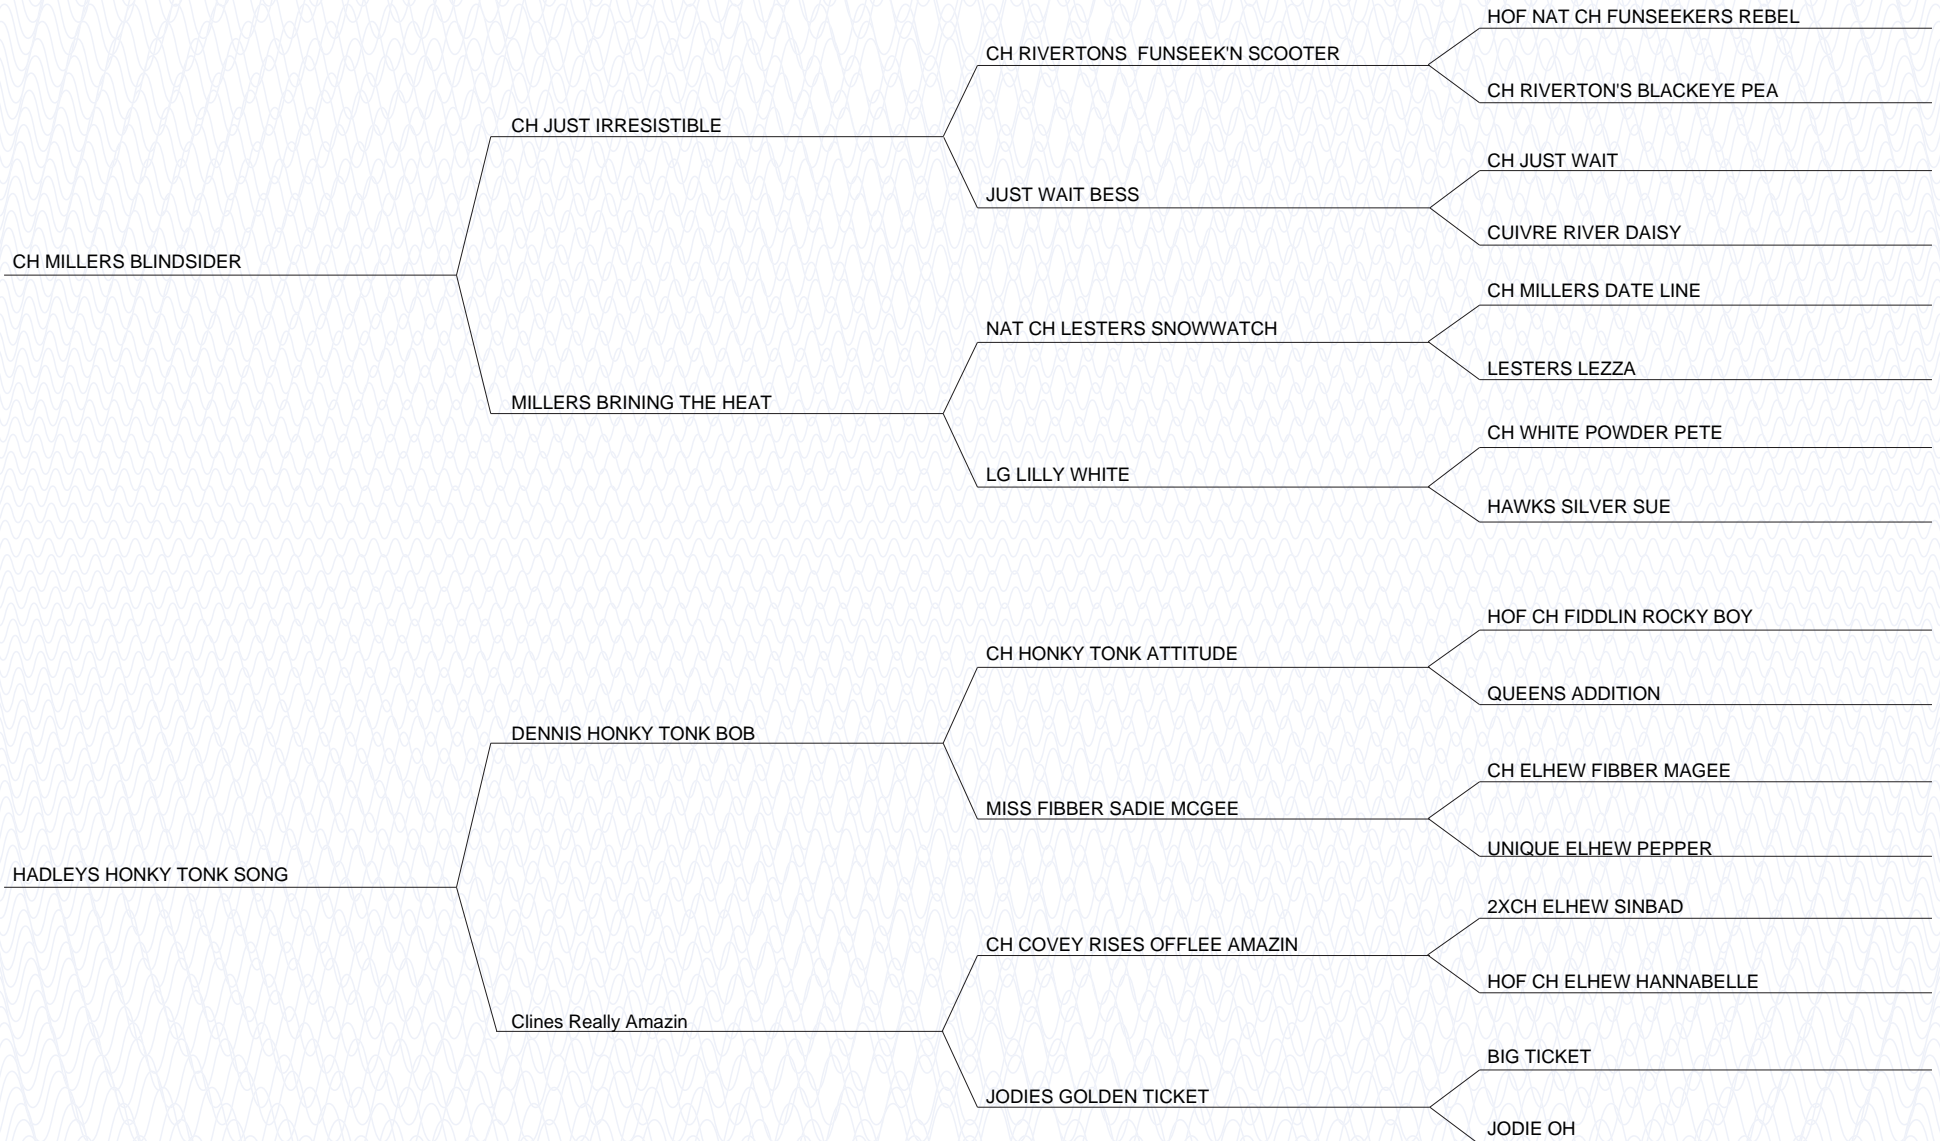 HOF NAT CH FUNSEEKERS REBEL
CH RIVERTONS  FUNSEEK'N SCOOTER
CH RIVERTON'S BLACKEYE PEA
CH JUST IRRESISTIBLE
CH JUST WAIT
JUST WAIT BESS
CUIVRE RIVER DAISY
CH MILLERS BLINDSIDER
CH MILLERS DATE LINE
NAT CH LESTERS SNOWWATCH
LESTERS LEZZA
MILLERS BRINING THE HEAT
CH WHITE POWDER PETE
LG LILLY WHITE
HAWKS SILVER SUE
HOF CH FIDDLIN ROCKY BOY
CH HONKY TONK ATTITUDE
QUEENS ADDITION
DENNIS HONKY TONK BOB
CH ELHEW FIBBER MAGEE
MISS FIBBER SADIE MCGEE
UNIQUE ELHEW PEPPER
HADLEYS HONKY TONK SONG
2XCH ELHEW SINBAD
CH COVEY RISES OFFLEE AMAZIN
HOF CH ELHEW HANNABELLE
Clines Really Amazin
BIG TICKET
JODIES GOLDEN TICKET
JODIE OH